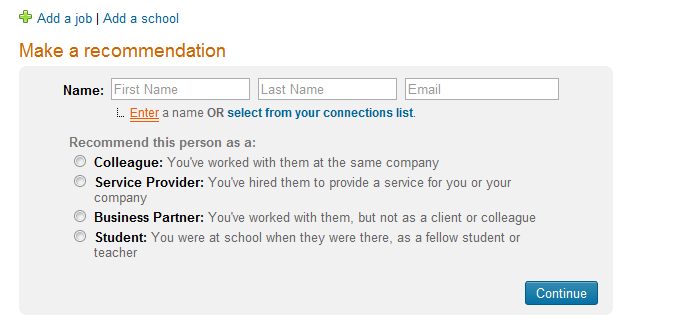 Add a job | Add a school
Make a recommendation
Name: First Name Last Name Email
Enter a name OR select from your connections list.
Recommend this person as a:
Colleague: You've worked with them at the same company
Service Provider: You've hired them to provide a service for you or your
company
Business Partner: You've worked with them, but not as a client or colleague
Student: You were at school when they were there, as a fellow student or
teacher
Continue